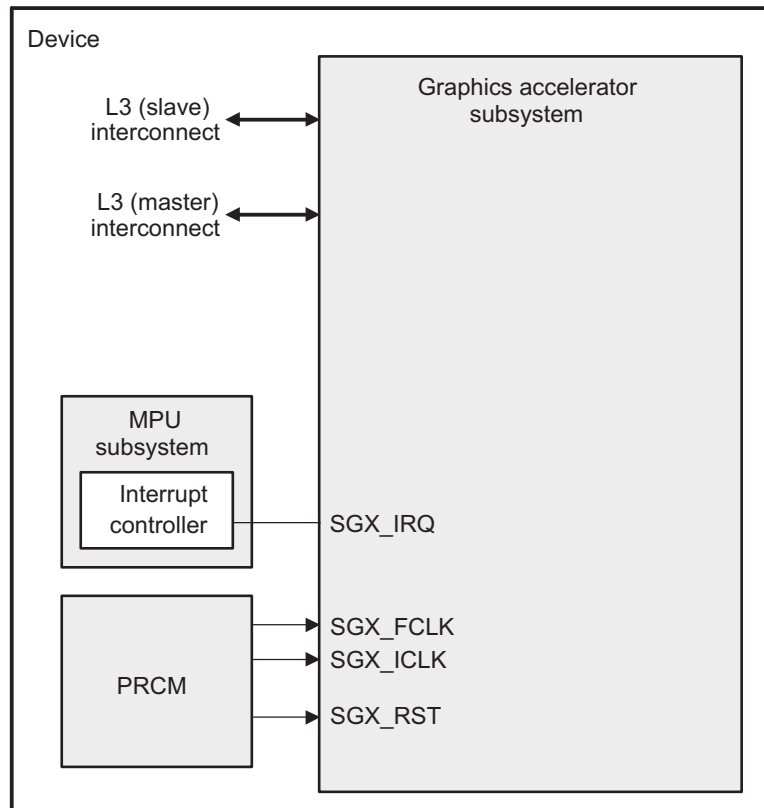 Device
Graphics accelerator
subsystem
L3 (slave)
interconnect
L3 (master)
interconnect
MPU
subsystem
Interrupt
controller
SGX_IRQ
PRCM
SGX_FCLK
SGX_ICLK
SGX_RST